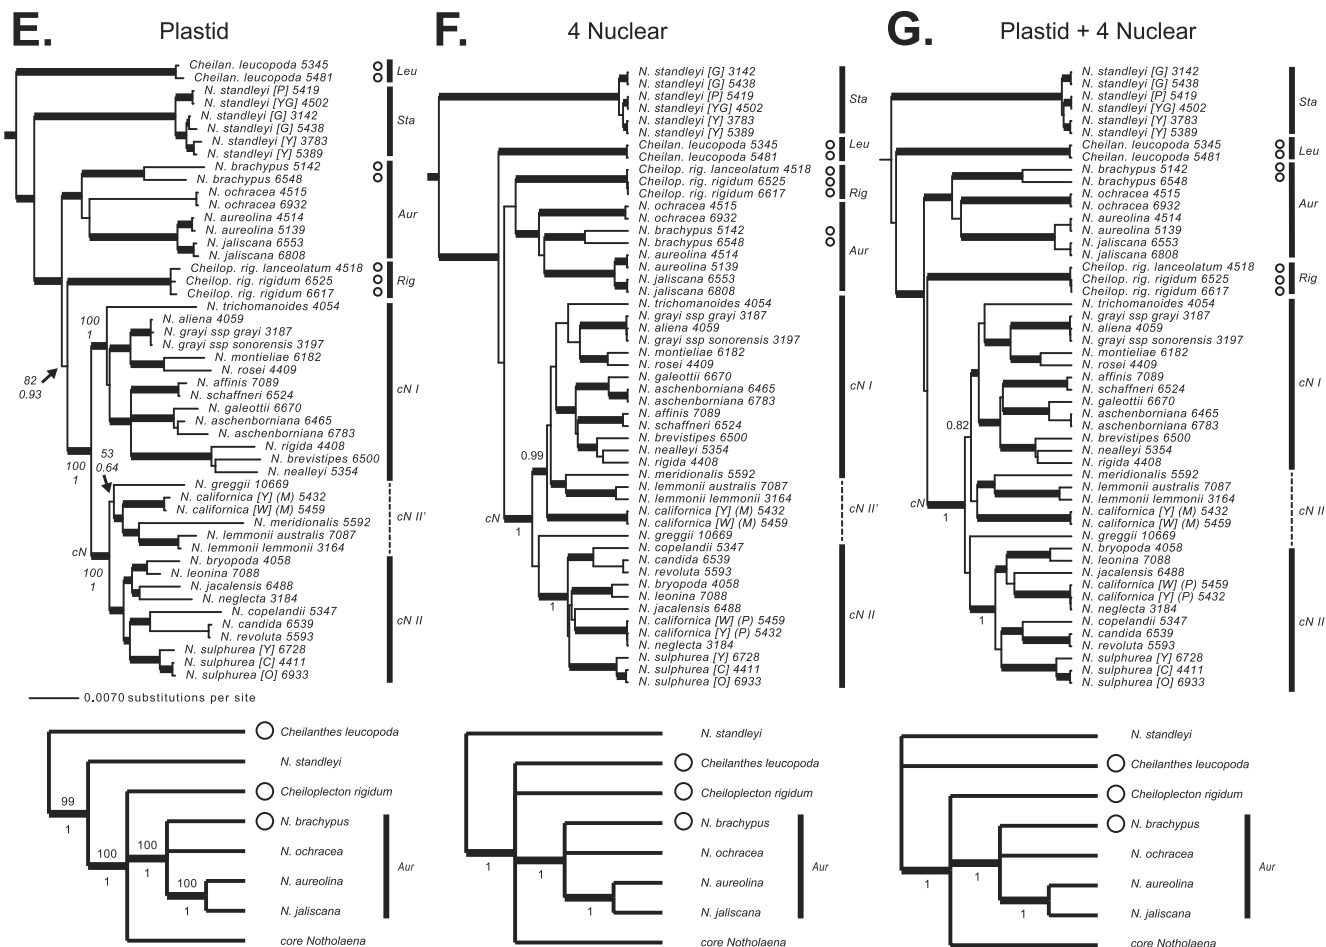 E. Plastid
Cheilan. leucopoda 5345
Cheilan. leucopoda 5481
Leu
N. standleyi [P] 5419
N. standleyi [YG] 4502
N. standleyi [G] 3142
N. standleyi [G] 5438
N. standleyi [Y] 3783
N. standleyi [Y] 5389
Sta
N. brachypus 5142
N. brachypus 6548
N. ochracea 4515
N. ochracea 6932
N. aureolina 4514
N. aureolina 5139
N. jaliscana 6553
N. jaliscana 6808
Aur
Cheilop. rig. lanceolatum 4518
Cheilop. rig. rigidum 6525
Cheilop. rig. rigidum 6617
Rig
N. trichomanoides 4054
N. aliena 4059
N. grayi ssp grayi 3187
N. grayi ssp sonorensis 3197
N. montieliae 6182
N. rosei 4409
N. affinis 7089
N. schaffneri 6524
N. galeottii 6670
N. aschenborniana 6465
N. aschenborniana 6783
N. rigida 4408
N. brevistipes 6500
N. nealleyi 5354
cN I
N. greggii 10669
N. californica [Y] (M) 5432
N. californica [W] (M) 5459
N. meridionalis 5592
N. lemmonii australis 7087
N. lemmonii lemmonii 3164
cN II'
N. bryopoda 4058
N. leonina 7088
N. jacalensis 6488
N. neglecta 3184
N. copelandii 5347
N. candida 6539
N. revoluta 5593
N. sulphurea [Y] 6728
N. sulphurea [C] 4411
N. sulphurea [O] 6933
cN II
100
1
82
0.93
100
1
53
0.64
cN
100
1
0.0070 substitutions per site
Cheilanthes leucopoda
N. standleyi
Cheiloplecton rigidum
N. brachypus
N. ochracea
N. aureolina
N. jaliscana
core Notholaena
Aur
99
1
100
1
100
1
100
1
F. 4 Nuclear
N. standleyi [G] 3142
N. standleyi [G] 5438
N. standleyi [P] 5419
N. standleyi [YG] 4502
N. standleyi [Y] 3783
N. standleyi [Y] 5389
Sta
Cheilan. leucopoda 5345
Cheilan. leucopoda 5481
Leu
Cheilop. rig. lanceolatum 4518
Cheilop. rig. rigidum 6525
Cheilop. rig. rigidum 6617
Rig
N. ochracea 4515
N. ochracea 6932
N. brachypus 5142
N. brachypus 6548
N. aureolina 4514
N. aureolina 5139
N. jaliscana 6553
N. jaliscana 6808
Aur
N. trichomanoides 4054
N. grayi ssp grayi 3187
N. aliena 4059
N. grayi ssp sonorensis 3197
N. montieliae 6182
N. rosei 4409
N. galeottii 6670
N. aschenborniana 6465
N. aschenborniana 6783
N. affinis 7089
N. schaffneri 6524
N. brevistipes 6500
N. nealleyi 5354
N. rigida 4408
cN I
N. meridionalis 5592
N. lemmonii australis 7087
N. lemmonii lemmonii 3164
N. californica [Y] (M) 5432
N. californica [W] (M) 5459
N. greggii 10669
cN II'
N. copelandii 5347
N. candida 6539
N. revoluta 5593
N. bryopoda 4058
N. leonina 7088
N. jacalensis 6488
N. californica [W] (P) 5459
N. californica [Y] (P) 5432
N. neglecta 3184
N. sulphurea [Y] 6728
N. sulphurea [C] 4411
N. sulphurea [O] 6933
cN II
0.99
cN
1
1
N. standleyi
Cheilanthes leucopoda
Cheiloplecton rigidum
N. brachypus
N. ochracea
N. aureolina
N. jaliscana
core Notholaena
Aur
1
1
1
G. Plastid + 4 Nuclear
N. standleyi [G] 3142
N. standleyi [G] 5438
N. standleyi [P] 5419
N. standleyi [YG] 4502
N. standleyi [Y] 3783
N. standleyi [Y] 5389
Sta
Cheilan. leucopoda 5345
Cheilan. leucopoda 5481
Leu
N. brachypus 5142
N. brachypus 6548
N. ochracea 4515
N. ochracea 6932
N. aureolina 4514
N. aureolina 5139
N. jaliscana 6553
N. jaliscana 6808
Aur
Cheilop. rig. lanceolatum 4518
Cheilop. rig. rigidum 6525
Cheilop. rig. rigidum 6617
Rig
N. trichomanoides 4054
N. grayi ssp grayi 3187
N. aliena 4059
N. grayi ssp sonorensis 3197
N. montieliae 6182
N. rosei 4409
N. affinis 7089
N. schaffneri 6524
N. galeottii 6670
N. aschenborniana 6465
N. aschenborniana 6783
N. brevistipes 6500
N. nealleyi 5354
N. rigida 4408
cN I
N. meridionalis 5592
N. lemmonii australis 7087
N. lemmonii lemmonii 3164
N. californica [Y] (M) 5432
N. californica [W] (M) 5459
N. greggii 10669
cN II
N. bryopoda 4058
N. leonina 7088
N. jacalensis 6488
N. californica [W] (P) 5459
N. californica [Y] (P) 5432
N. neglecta 3184
N. copelandii 5347
N. candida 6539
N. revoluta 5593
N. sulphurea [Y] 6728
N. sulphurea [C] 4411
N. sulphurea [O] 6933
cN II
0.82
cN
1
1
N. standleyi
Cheilanthes leucopoda
Cheiloplecton rigidum
N. brachypus
N. ochracea
N. aureolina
N. jaliscana
core Notholaena
Aur
1
1
1